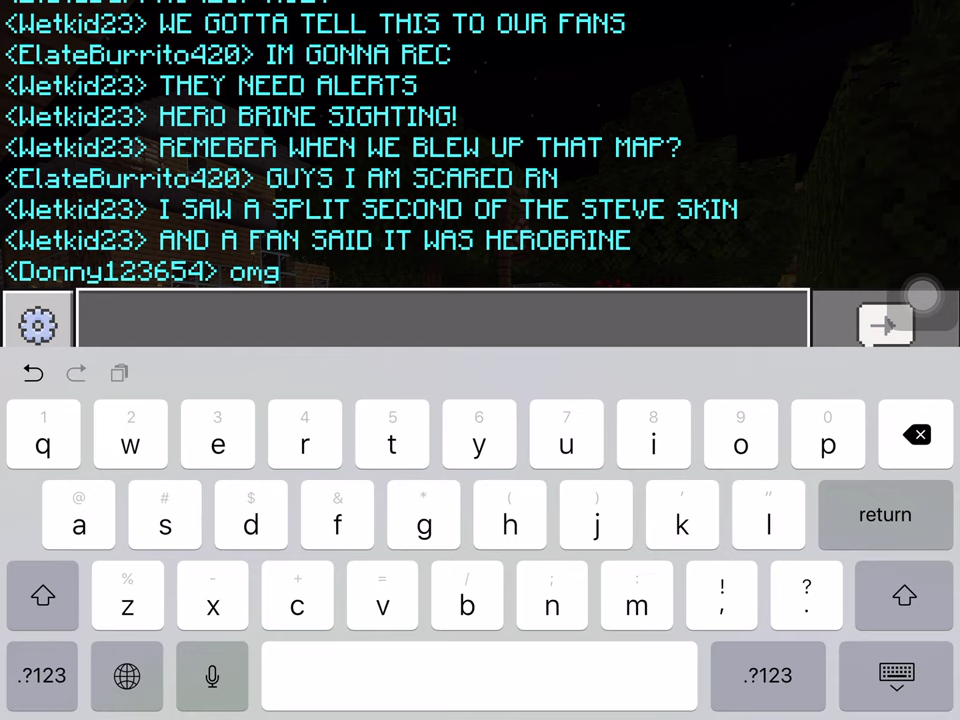 <Wetkid23> WE GOTTA TELL THIS TO OUR FANS
<ElateBurrito420> IM GONNA REC
<Wetkid23> THEY NEED ALERTS
<Wetkid23> HERO BRINE SIGHTING!
<Wetkid23> REMEBER WHEN WE BLEW UP THAT MAP?
<ElateBurrito420> GUYS I AM SCARED RN
<Wetkid23> I SAW A SPLIT SECOND OF THE STEVE SKIN
<Wetkid23> AND A FAN SAID IT WAS HEROBRINE
<Donny123654> omg
1 2 3 4 5 6 7 8 9 0
q w e r t y u i o p
@ # $ & * ( ) ' "
a s d f g h j k l return
% - + = / ; : ! ?
z x c v b n m , .
.?123 .?123